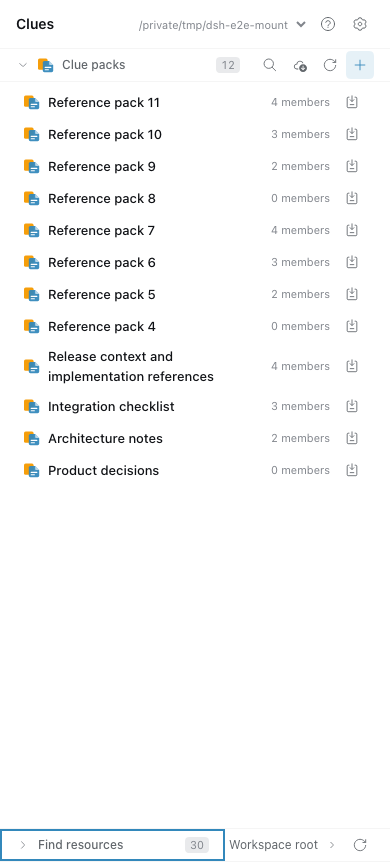 Clues /private/tmp/dsh-e2e-mount
Clue packs 12
Reference pack 11 4 members
Reference pack 10 3 members
Reference pack 9 2 members
Reference pack 8 0 members
Reference pack 7 4 members
Reference pack 6 3 members
Reference pack 5 2 members
Reference pack 4 0 members
Release context and
implementation references 4 members
Integration checklist 3 members
Architecture notes 2 members
Product decisions 0 members
Find resources 30 Workspace root